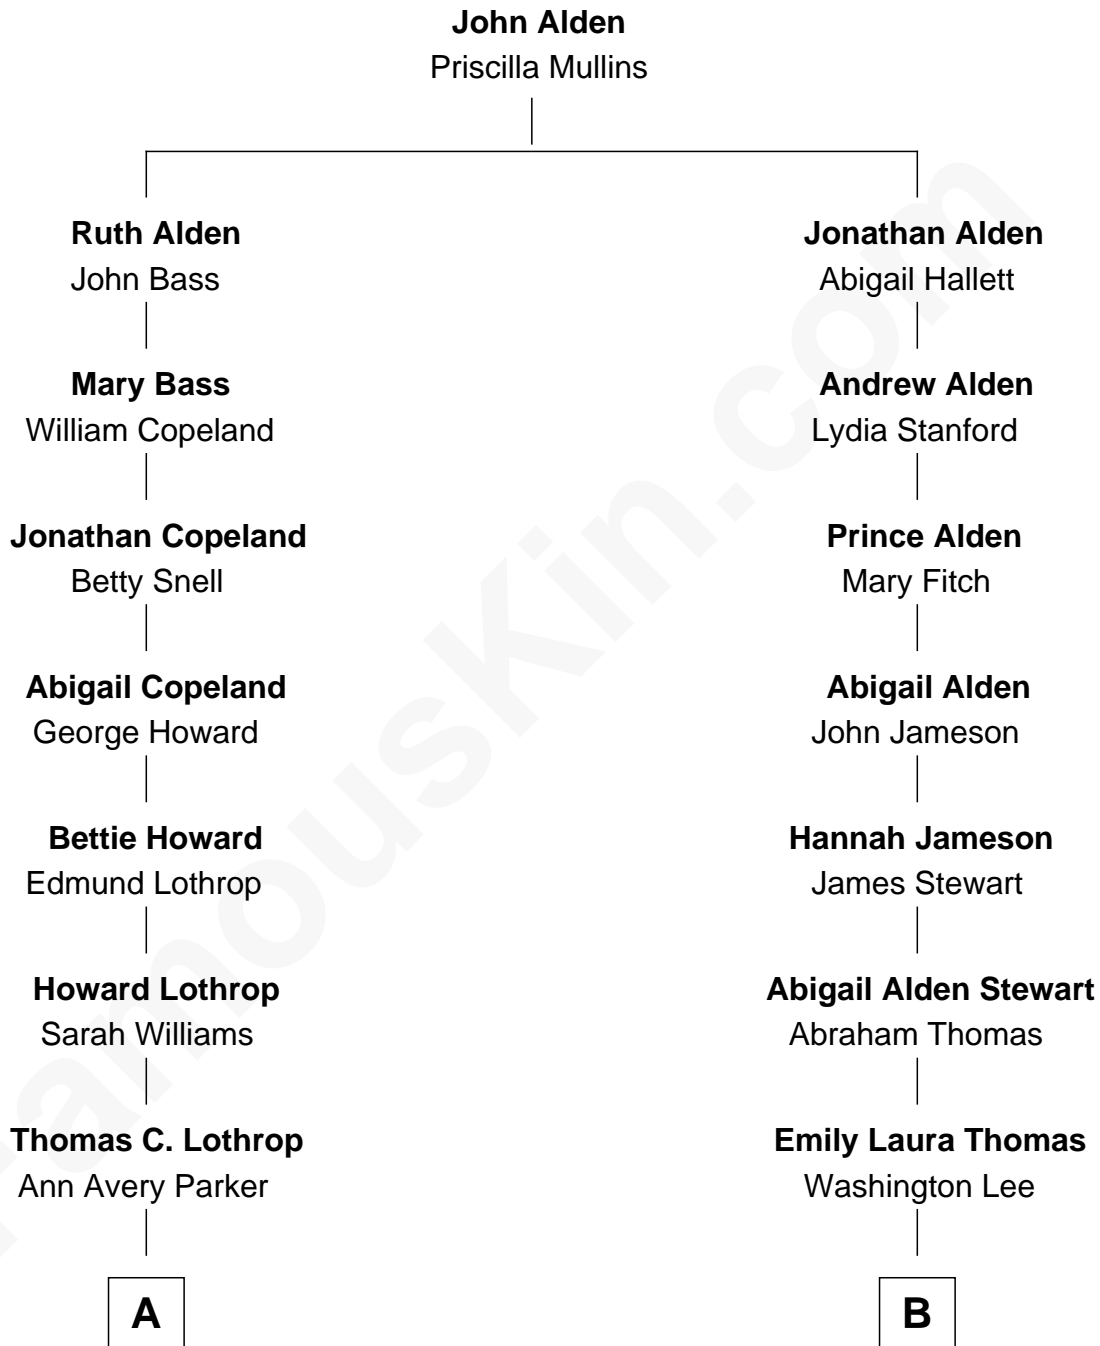 John Alden
Priscilla Mullins
Ruth Alden
John Bass
Jonathan Alden
Abigail Hallett
Mary Bass
William Copeland
Andrew Alden
Lydia Stanford
Jonathan Copeland
Betty Snell
Prince Alden
Mary Fitch
Abigail Copeland
George Howard
Abigail Alden
John Jameson
Bettie Howard
Edmund Lothrop
Hannah Jameson
James Stewart
Howard Lothrop
Sarah Williams
Abigail Alden Stewart
Abraham Thomas
Thomas C. Lothrop
Ann Avery Parker
Emily Laura Thomas
Washington Lee
A
B
FamousKin.com